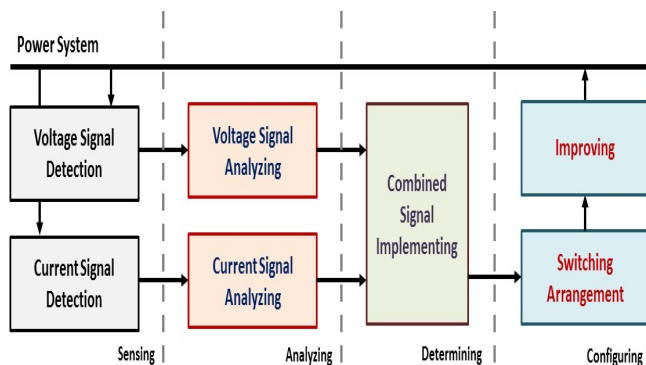 Power System
Voltage Signal
Detection
Voltage Signal
Analyzing
Combined
Signal
Implementing
Improving
Current Signal
Detection
Current Signal
Analyzing
Switching
Arrangement
Sensing
Analyzing
Determining
Configuring